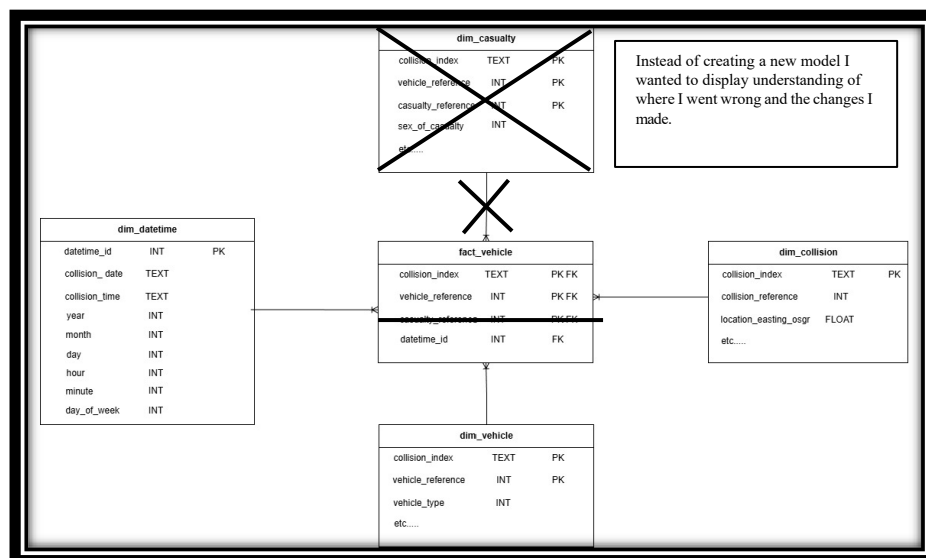 dim_casualty
collision_index TEXT PK
vehicle_reference INT PK
casualty_reference INT PK
sex_of_casualty INT
etc.....
Instead of creating a new model I
wanted to display understanding of
where I went wrong and the changes I
made.
dim_datetime
datetime_id INT PK
collision_ date TEXT
collision_time TEXT
year INT
month INT
day INT
hour INT
minute INT
day_of_week INT
fact_vehicle
collision_index TEXT PK FK
vehicle_reference INT PK FK
casualty_reference INT PK FK
datetime_id INT FK
dim_collision
collision_index TEXT PK
collision_reference INT
location_easting_osgr FLOAT
etc.....
dim_vehicle
collision_index TEXT PK
vehicle_reference INT PK
vehicle_type INT
etc.....